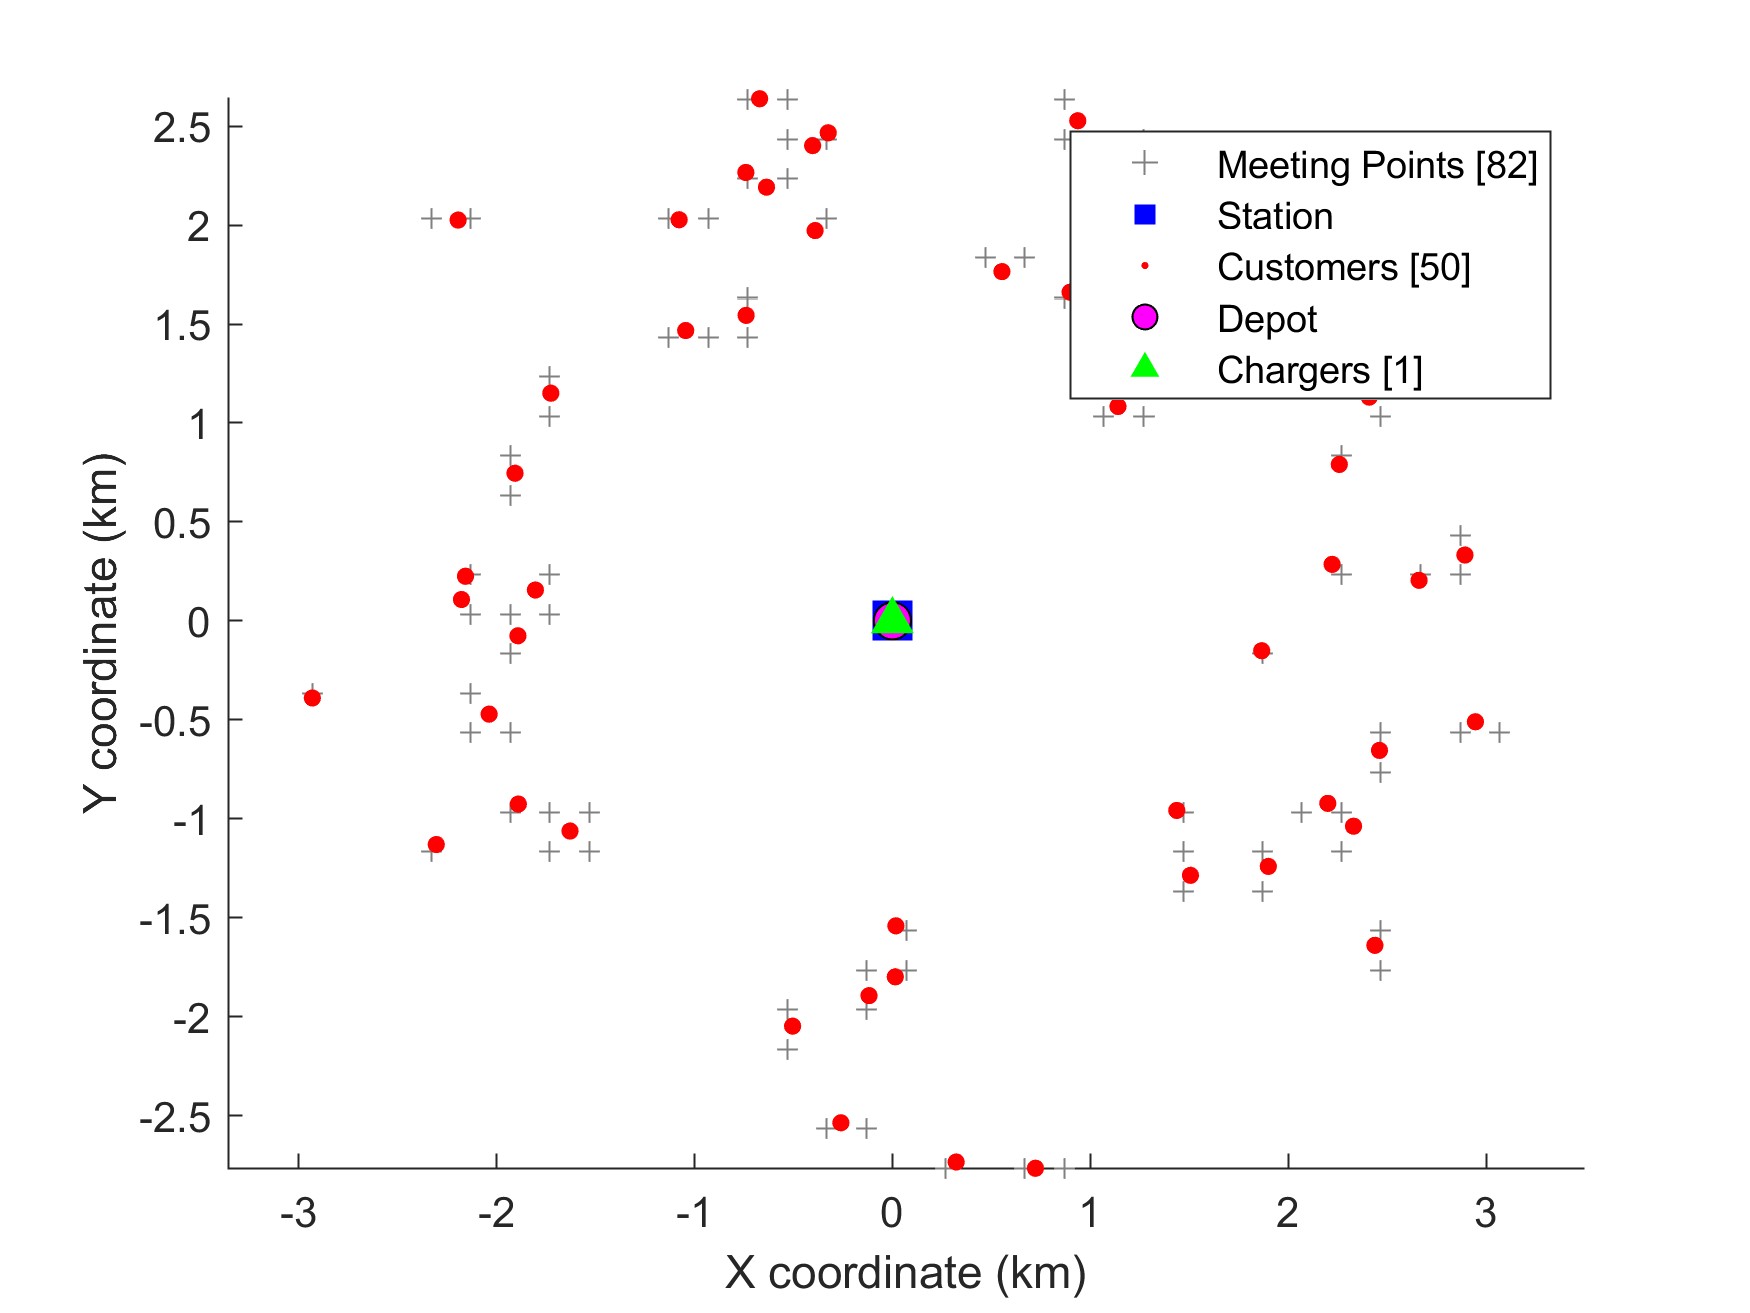 2.5
2
1.5
1
0.5
0
-0.5
-1
-1.5
-2
-2.5
Y coordinate (km)
Meeting Points [82]
Station
Customers [50]
Depot
Chargers [1]
-3
-2
-1
0
1
2
3
X coordinate (km)